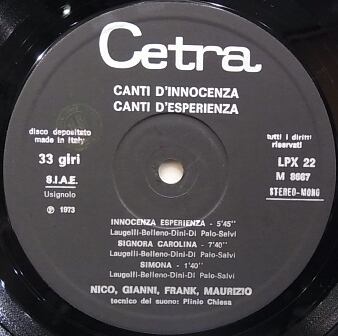 Cetra
CANTI D'INNOCENZA
CANTI D'ESPERIENZA
disco depositato
made in Italy
tutti i diritti
riservati
33 giri
LPX 22
M 8667
S.I.A.E.
STEREO-MONO
Usignolo
℗ 1973
INNOCENZA ESPERIENZA - 5'45"
Laugelli-Belleno-Dini-Di Palo-Salvi
SIGNORA CAROLINA - 7'40"
Laugelli-Belleno-Dini-Di Palo-Salvi
SIMONA - 1'40"
Laugelli-Belleno-Dini-Di Palo-Salvi
NICO, GIANNI, FRANK, MAURIZIO
tecnico del suono: Plinio Chiesa